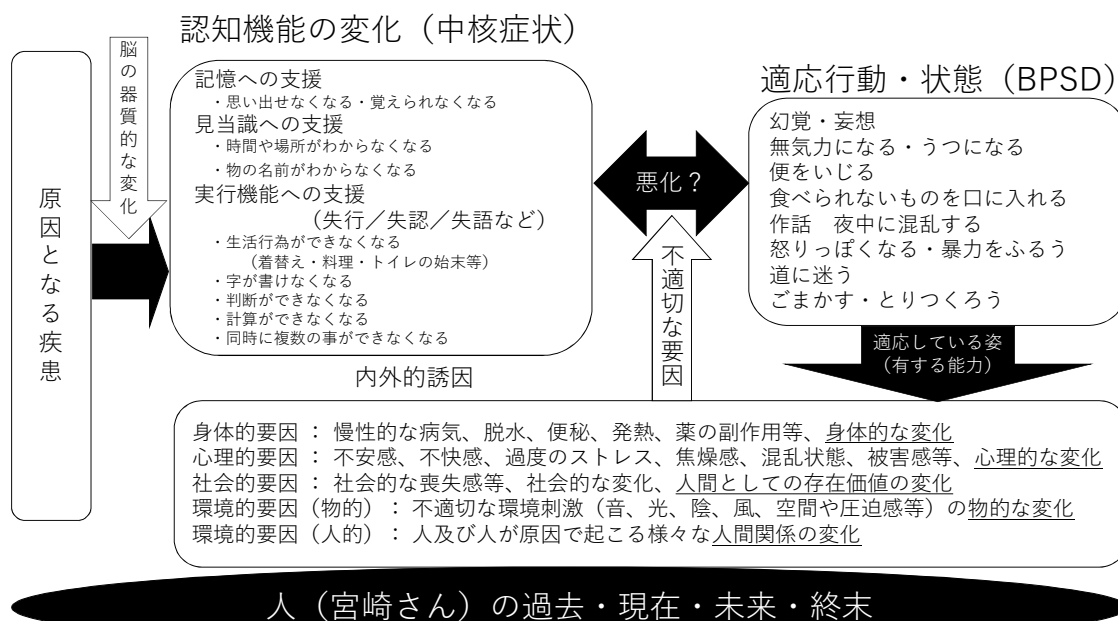 認知機能の変化（中核症状）
脳の器質的な変化
原因となる疾患
記憶への支援
・思い出せなくなる・覚えられなくなる
見当識への支援
・時間や場所がわからなくなる
・物の名前がわからなくなる
実行機能への支援
（失行／失認／失語など）
・生活行為ができなくなる
（着替え・料理・トイレの始末等）
・字が書けなくなる
・判断ができなくなる
・計算ができなくなる
・同時に複数の事ができなくなる
悪化？
不適切な要因
適応行動・状態（BPSD）
幻覚・妄想
無気力になる・うつになる
便をいじる
食べられないものを口に入れる
作話　夜中に混乱する
怒りっぽくなる・暴力をふるう
道に迷う
ごまかす・とりつくろう
適応している姿
（有する能力）
内外的誘因
身体的要因 ： 慢性的な病気、脱水、便秘、発熱、薬の副作用等、身体的な変化
心理的要因 ： 不安感、不快感、過度のストレス、焦燥感、混乱状態、被害感等、心理的な変化
社会的要因 ： 社会的な喪失感等、社会的な変化、人間としての存在価値の変化
環境的要因（物的） ： 不適切な環境刺激（音、光、陰、風、空間や圧迫感等）の物的な変化
環境的要因（人的） ： 人及び人が原因で起こる様々な人間関係の変化
人（宮崎さん）の過去・現在・未来・終末